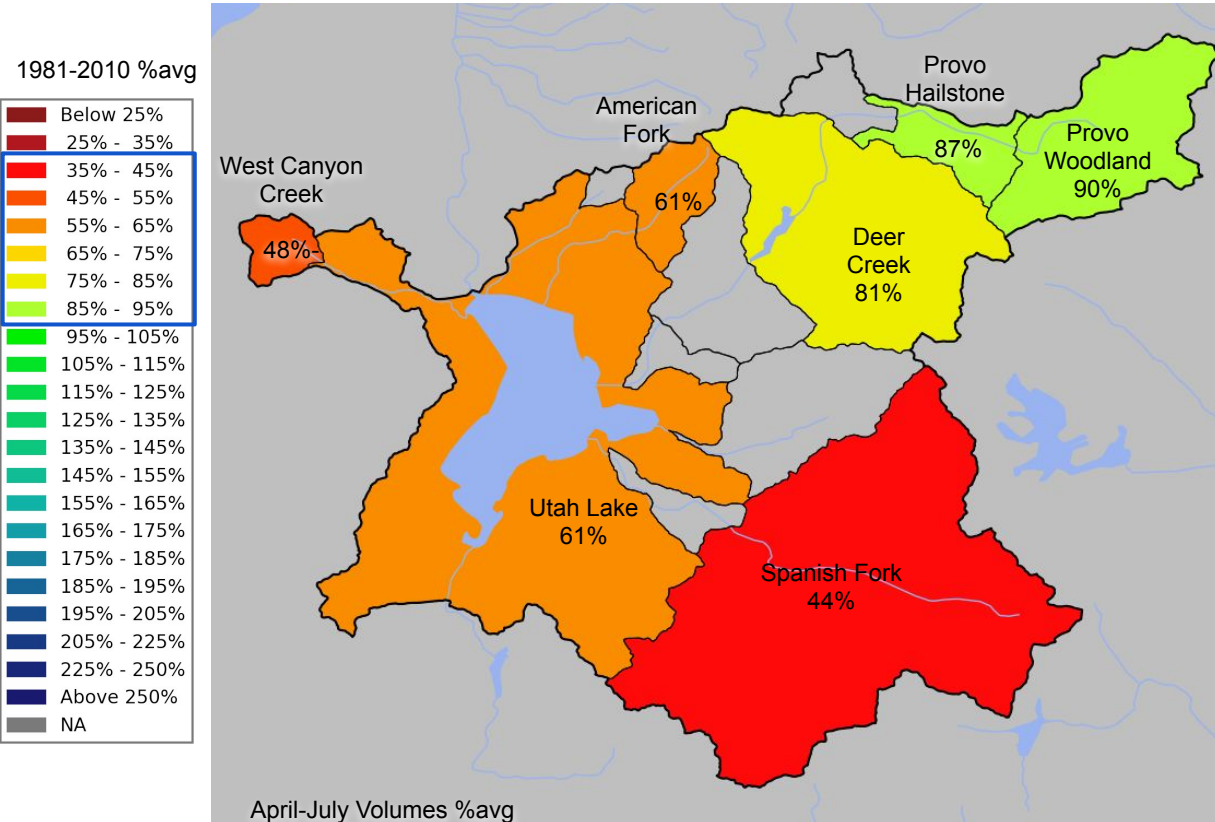 1981-2010 %avg
Below 25%
25% - 35%
35% - 45%
45% - 55%
55% - 65%
65% - 75%
75% - 85%
85% - 95%
95% - 105%
105% - 115%
115% - 125%
125% - 135%
135% - 145%
145% - 155%
155% - 165%
165% - 175%
175% - 185%
185% - 195%
195% - 205%
205% - 225%
225% - 250%
Above 250%
NA
West Canyon
Creek
48%
American
Fork
61%
Provo
Hailstone
87%
Provo
Woodland
90%
Deer
Creek
81%
Utah Lake
61%
Spanish Fork
44%
April-July Volumes %avg